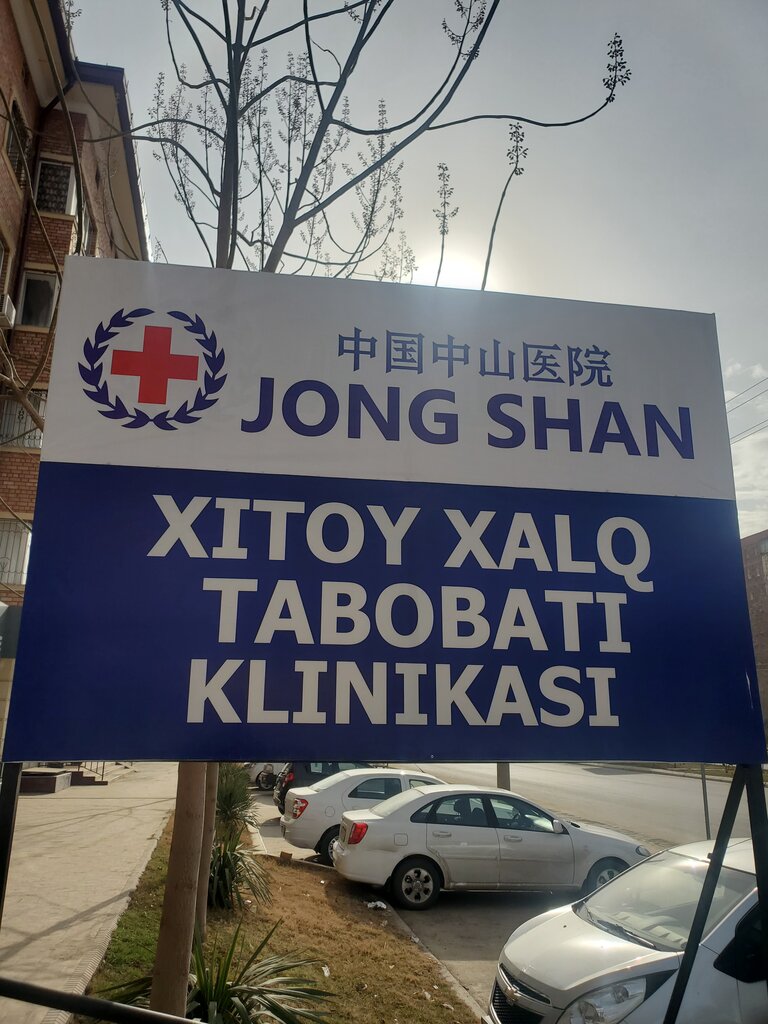 中国中山医院
JONG SHAN
XITOY XALQ
TABOBATI
KLINIKASI